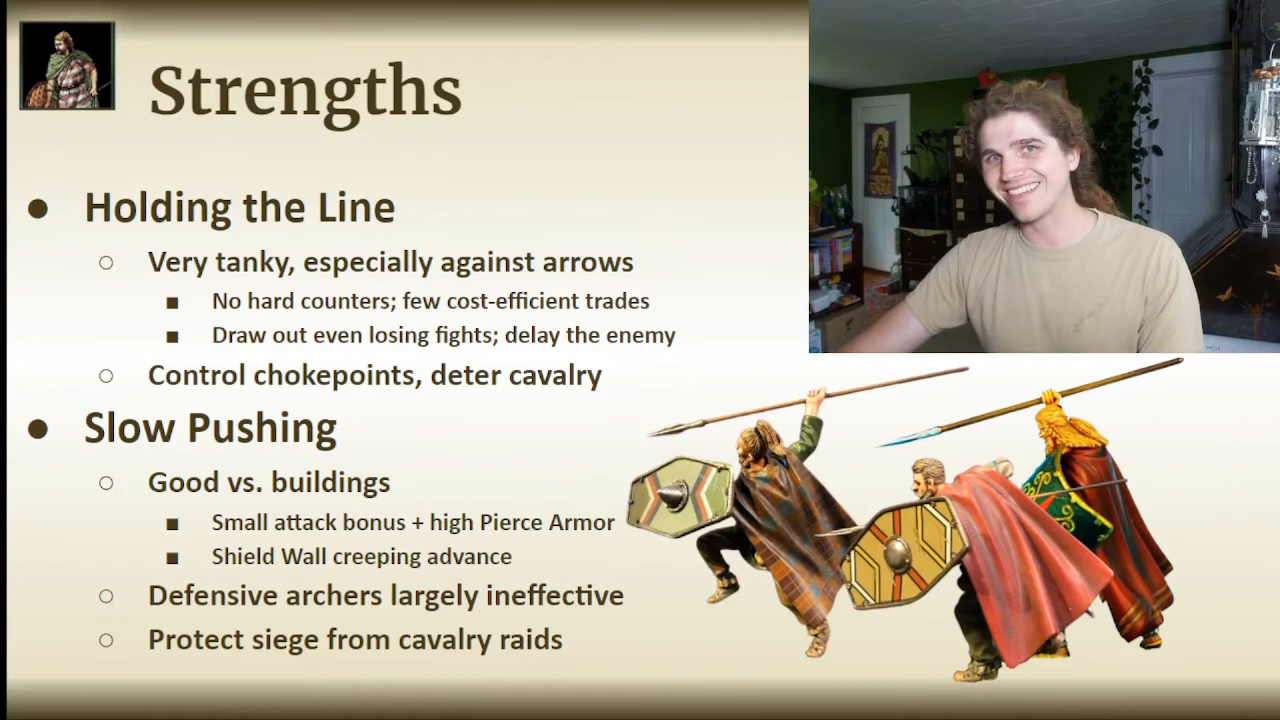 Strengths
● Holding the Line
○ Very tanky, especially against arrows
■ No hard counters; few cost-efficient trades
■ Draw out even losing fights; delay the enemy
○ Control chokepoints, deter cavalry
● Slow Pushing
○ Good vs. buildings
■ Small attack bonus + high Pierce Armor
■ Shield Wall creeping advance
○ Defensive archers largely ineffective
○ Protect siege from cavalry raids